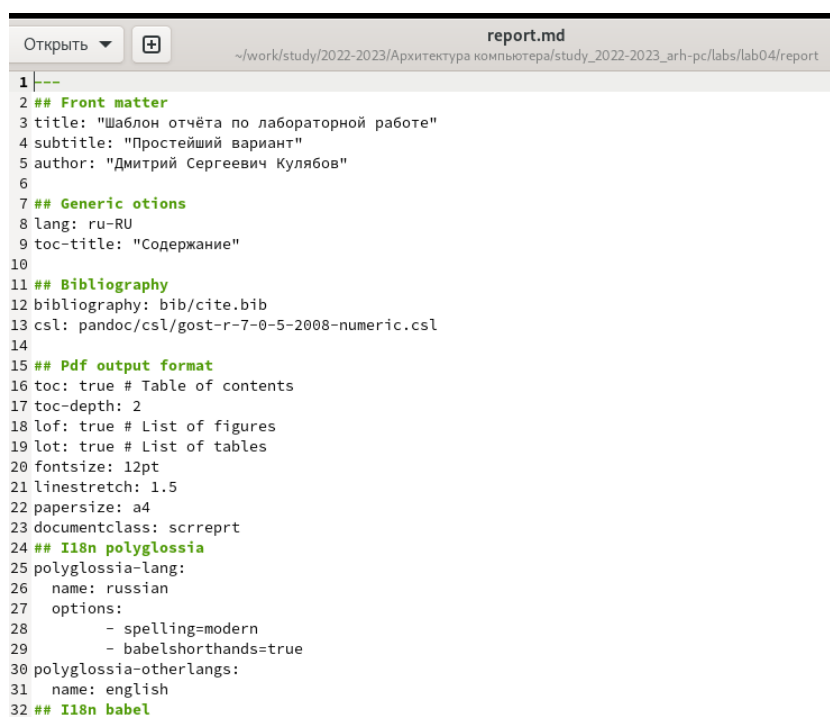 Открыть
report.md
~/work/study/2022-2023/Архитектура компьютера/study_2022-2023_arh-pc/labs/lab04/report
1 ---
2 ## Front matter
3 title: "Шаблон отчёта по лабораторной работе"
4 subtitle: "Простейший вариант"
5 author: "Дмитрий Сергеевич Кулябов"
6
7 ## Generic otions
8 lang: ru-RU
9 toc-title: "Содержание"
10
11 ## Bibliography
12 bibliography: bib/cite.bib
13 csl: pandoc/csl/gost-r-7-0-5-2008-numeric.csl
14
15 ## Pdf output format
16 toc: true # Table of contents
17 toc-depth: 2
18 lof: true # List of figures
19 lot: true # List of tables
20 fontsize: 12pt
21 linestretch: 1.5
22 papersize: a4
23 documentclass: scrreprt
24 ## I18n polyglossia
25 polyglossia-lang:
26   name: russian
27   options:
28         - spelling=modern
29         - babelshorthands=true
30 polyglossia-otherlangs:
31   name: english
32 ## I18n babel